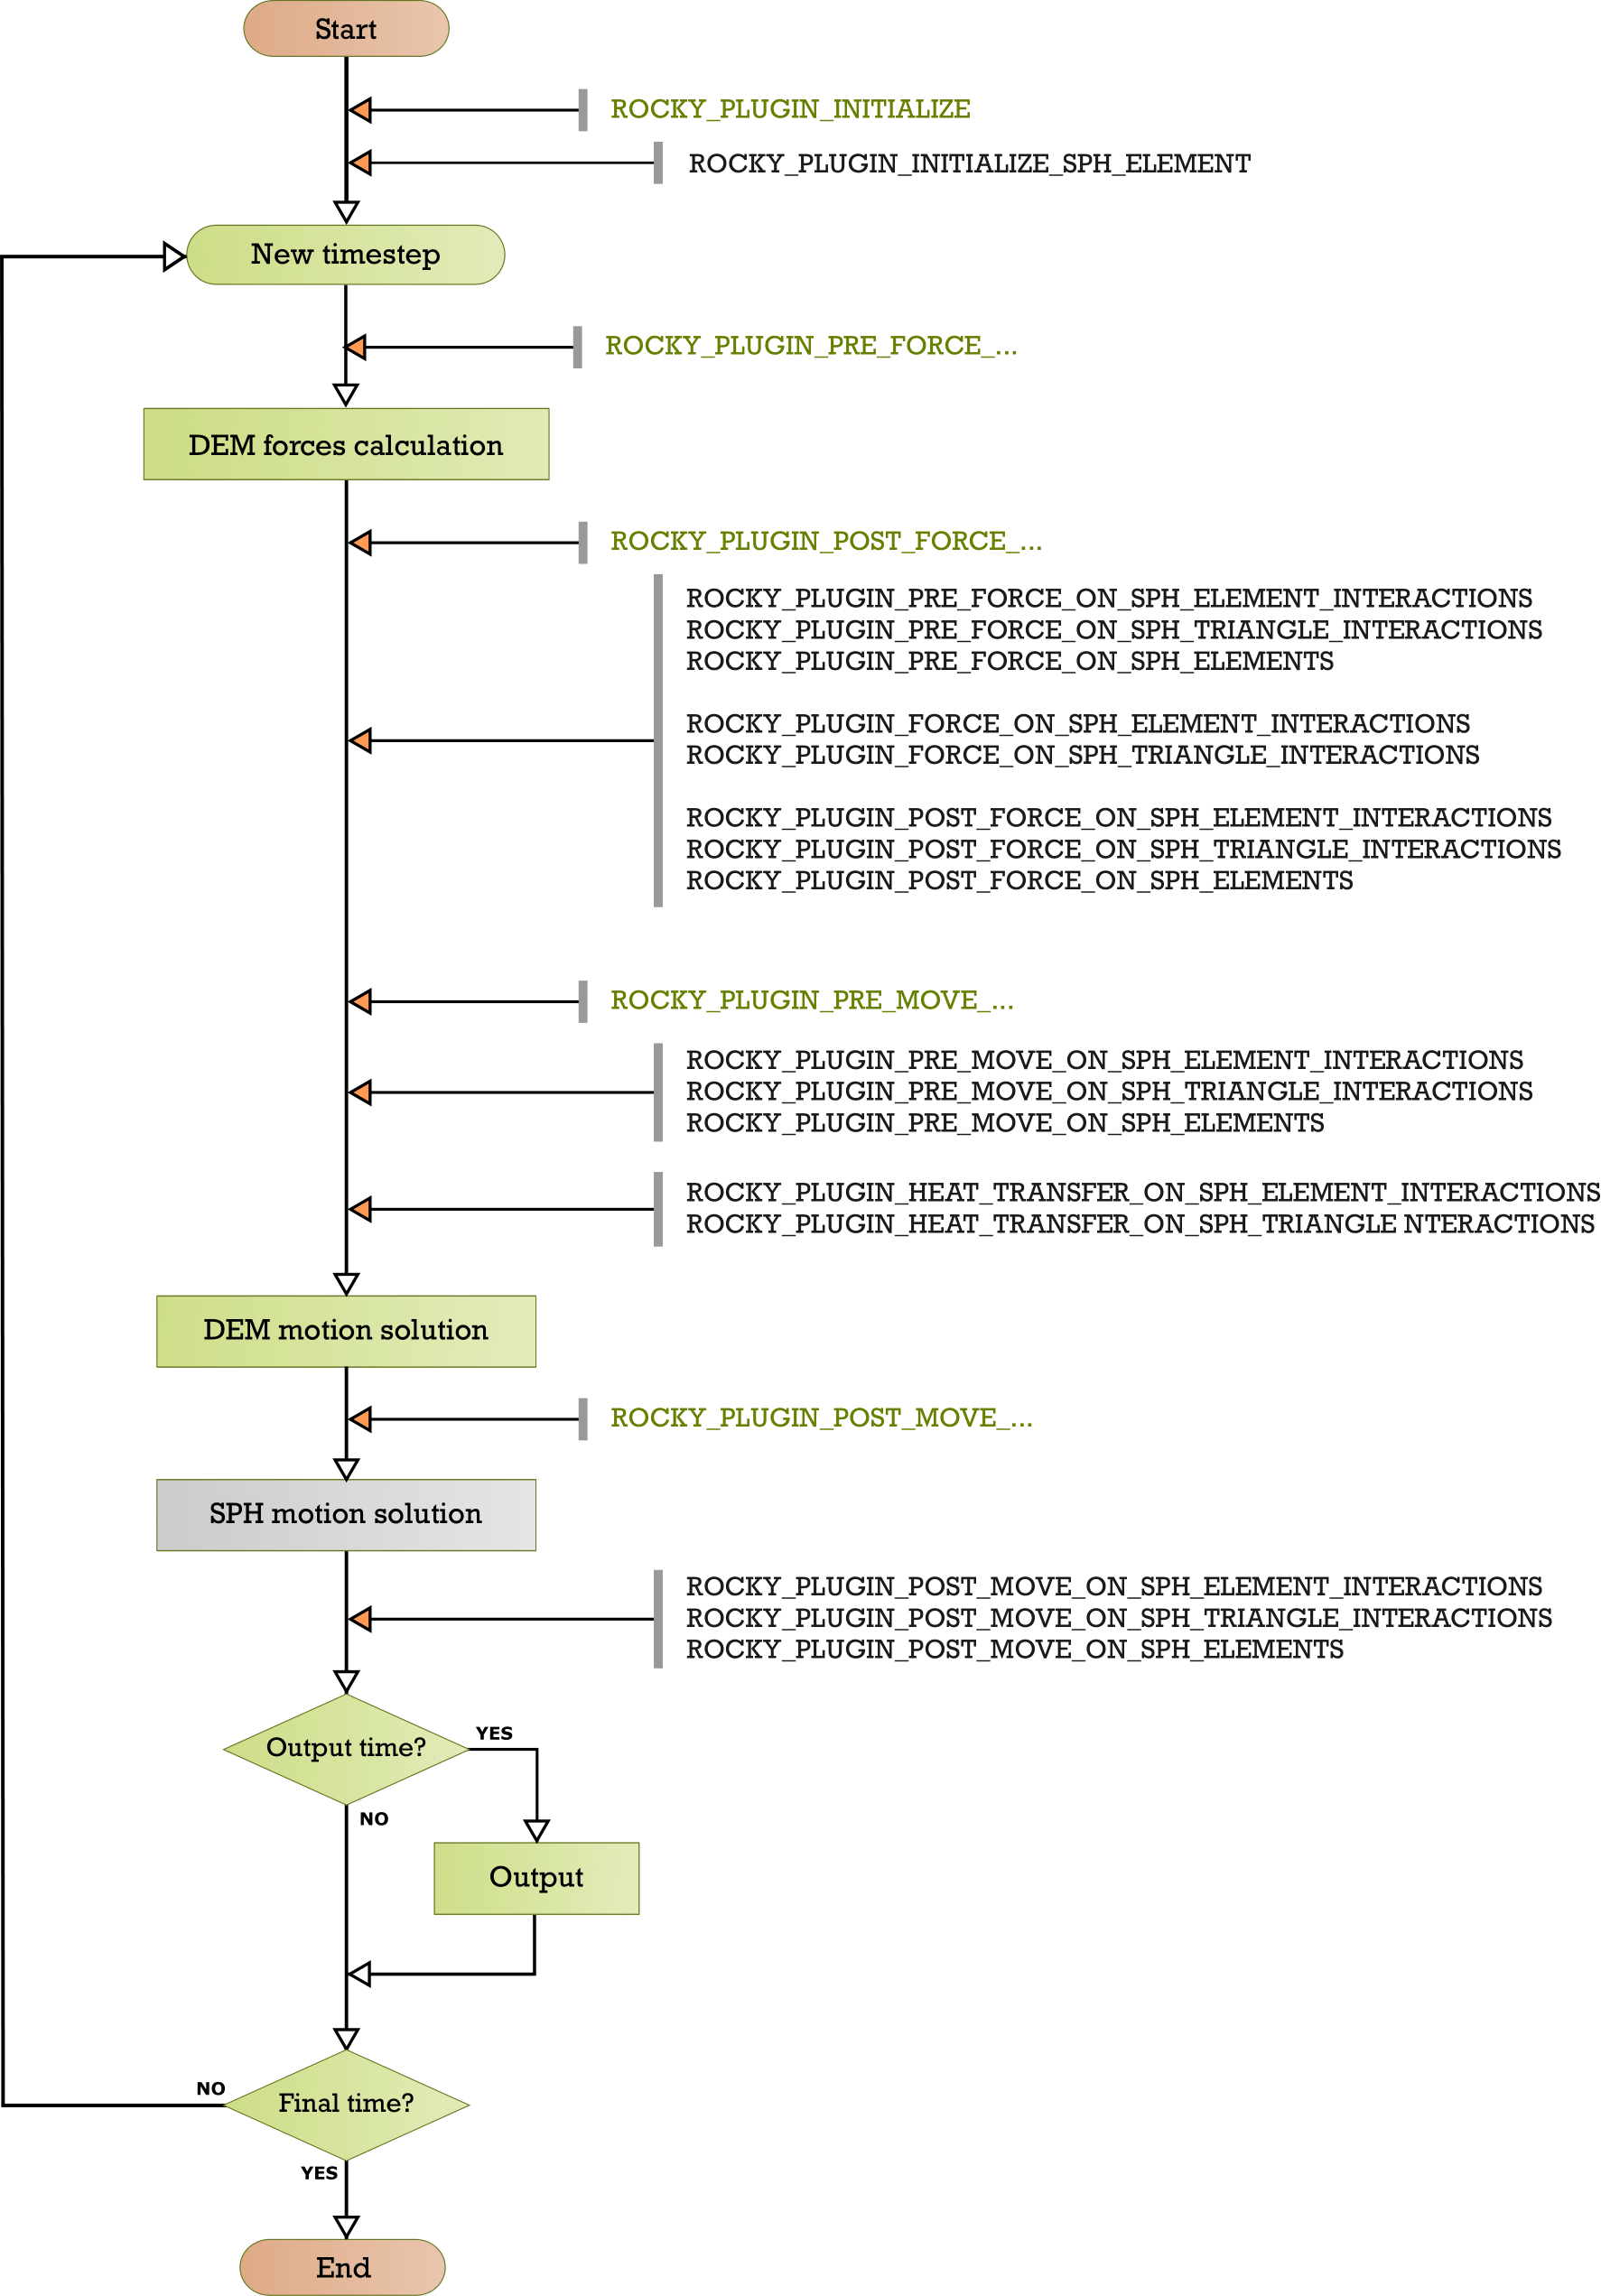 Start
ROCKY_PLUGIN_INITIALIZE
ROCKY_PLUGIN_INITIALIZE_SPH_ELEMENT
New timestep
ROCKY_PLUGIN_PRE_FORCE_...
DEM forces calculation
ROCKY_PLUGIN_POST_FORCE_...
ROCKY_PLUGIN_PRE_FORCE_ON_SPH_ELEMENT_INTERACTIONS
ROCKY_PLUGIN_PRE_FORCE_ON_SPH_TRIANGLE_INTERACTIONS
ROCKY_PLUGIN_PRE_FORCE_ON_SPH_ELEMENTS
ROCKY_PLUGIN_FORCE_ON_SPH_ELEMENT_INTERACTIONS
ROCKY_PLUGIN_FORCE_ON_SPH_TRIANGLE_INTERACTIONS
ROCKY_PLUGIN_POST_FORCE_ON_SPH_ELEMENT_INTERACTIONS
ROCKY_PLUGIN_POST_FORCE_ON_SPH_TRIANGLE_INTERACTIONS
ROCKY_PLUGIN_POST_FORCE_ON_SPH_ELEMENTS
ROCKY_PLUGIN_PRE_MOVE_...
ROCKY_PLUGIN_PRE_MOVE_ON_SPH_ELEMENT_INTERACTIONS
ROCKY_PLUGIN_PRE_MOVE_ON_SPH_TRIANGLE_INTERACTIONS
ROCKY_PLUGIN_PRE_MOVE_ON_SPH_ELEMENTS
ROCKY_PLUGIN_HEAT_TRANSFER_ON_SPH_ELEMENT_INTERACTIONS
ROCKY_PLUGIN_HEAT_TRANSFER_ON_SPH_TRIANGLE NTERACTIONS
DEM motion solution
ROCKY_PLUGIN_POST_MOVE_...
SPH motion solution
ROCKY_PLUGIN_POST_MOVE_ON_SPH_ELEMENT_INTERACTIONS
ROCKY_PLUGIN_POST_MOVE_ON_SPH_TRIANGLE_INTERACTIONS
ROCKY_PLUGIN_POST_MOVE_ON_SPH_ELEMENTS
Output time?
YES
NO
Output
Final time?
NO
YES
End